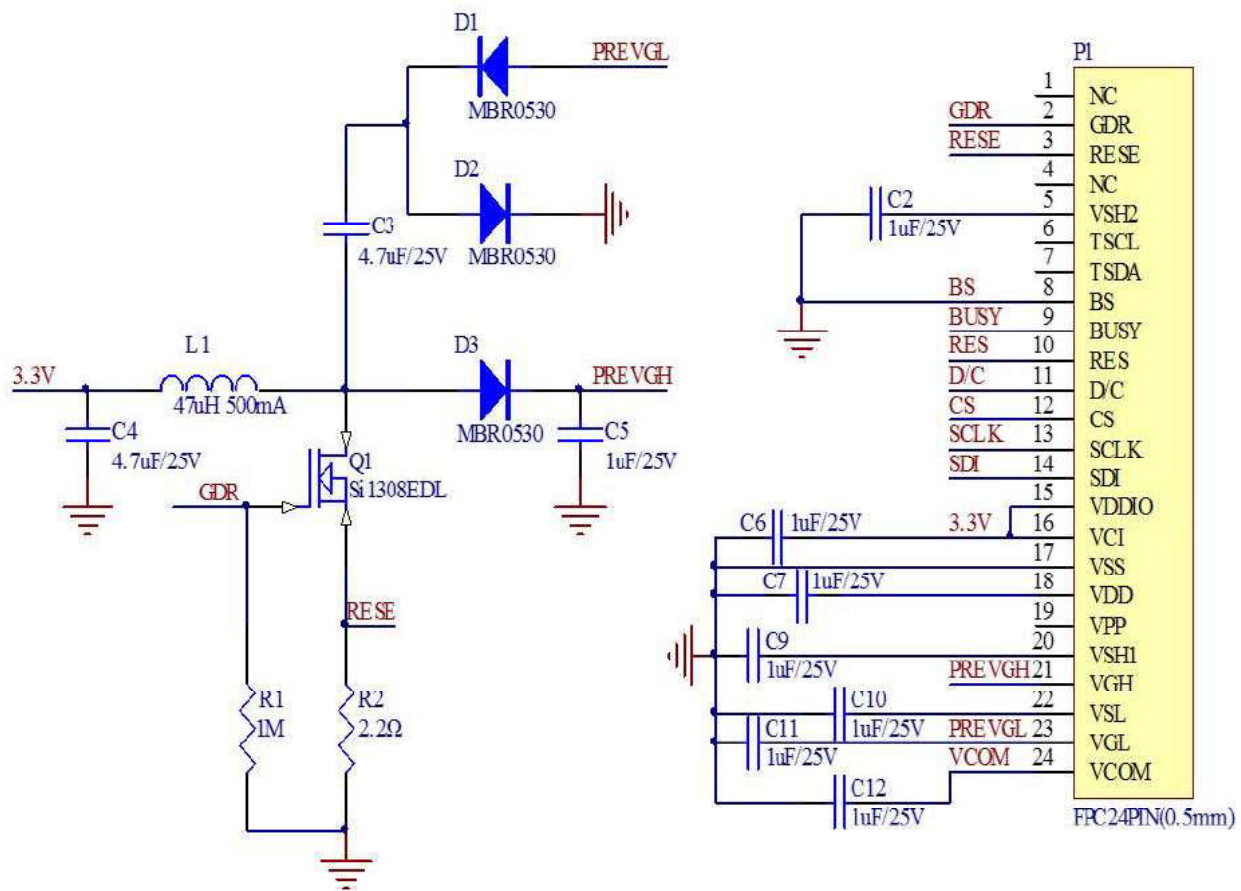 D1
PREVGL
MBR0530
D2
MBR0530
C3
4.7uF/25V
L1
3.3V
47uH 500mA
C4
4.7uF/25V
D3
PREVGH
MBR0530
C5
1uF/25V
Q1
Si1308EDL
GDR
RESE
R1
1M
R2
2.2Ω
P1
1 NC
GDR 2 GDR
RESE 3 RESE
4 NC
C2
1uF/25V
5 VSH2
6 TSCL
7 TSDA
BS 8 BS
BUSY 9 BUSY
RES 10 RES
D/C 11 D/C
CS 12 CS
SCLK 13 SCLK
SDI 14 SDI
15 VDDIO
C6 1uF/25V 3.3V 16 VCI
17 VSS
C7 1uF/25V 18 VDD
19 VPP
C9
1uF/25V
20 VSH1
PREVGH 21 VGH
C10
1uF/25V
22 VSL
C11
1uF/25V
PREVGL 23 VGL
VCOM 24 VCOM
C12
1uF/25V
FPC24PIN(0.5mm)